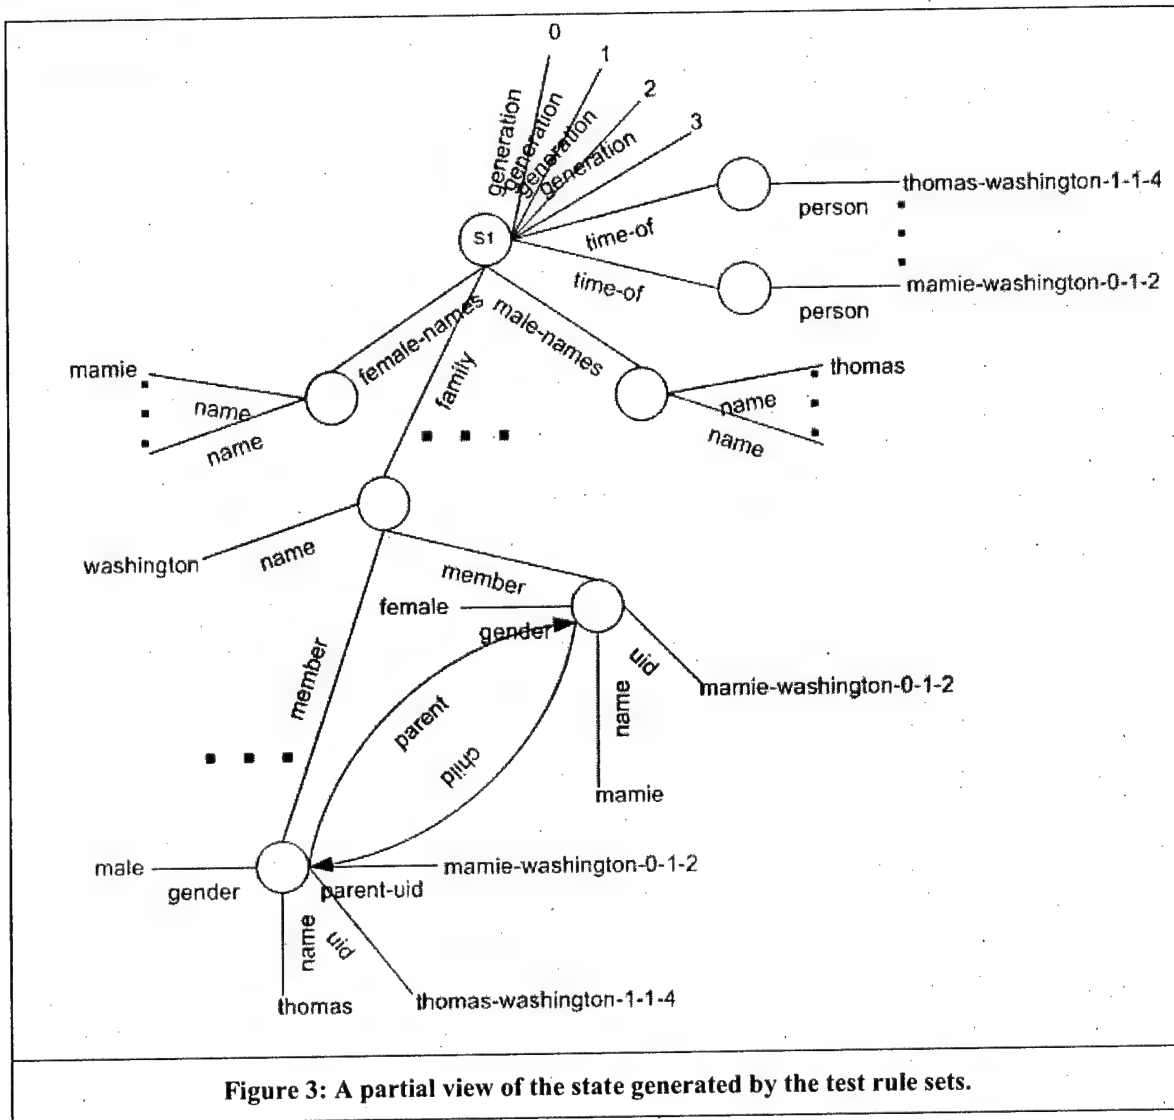 0
1
2
3
generation
generation
generation
generation
thomas-washington-1-1-4
person
time-of
S1
time-of
mamie-washington-0-1-2
person
female-names
male-names
family
mamie
name
name
thomas
name
name
washington
name
member
female
gender
uid
member
mamie-washington-0-1-2
name
parent
child
mamie
male
gender
mamie-washington-0-1-2
parent-uid
name
uid
thomas
thomas-washington-1-1-4
Figure 3: A partial view of the state generated by the test rule sets.